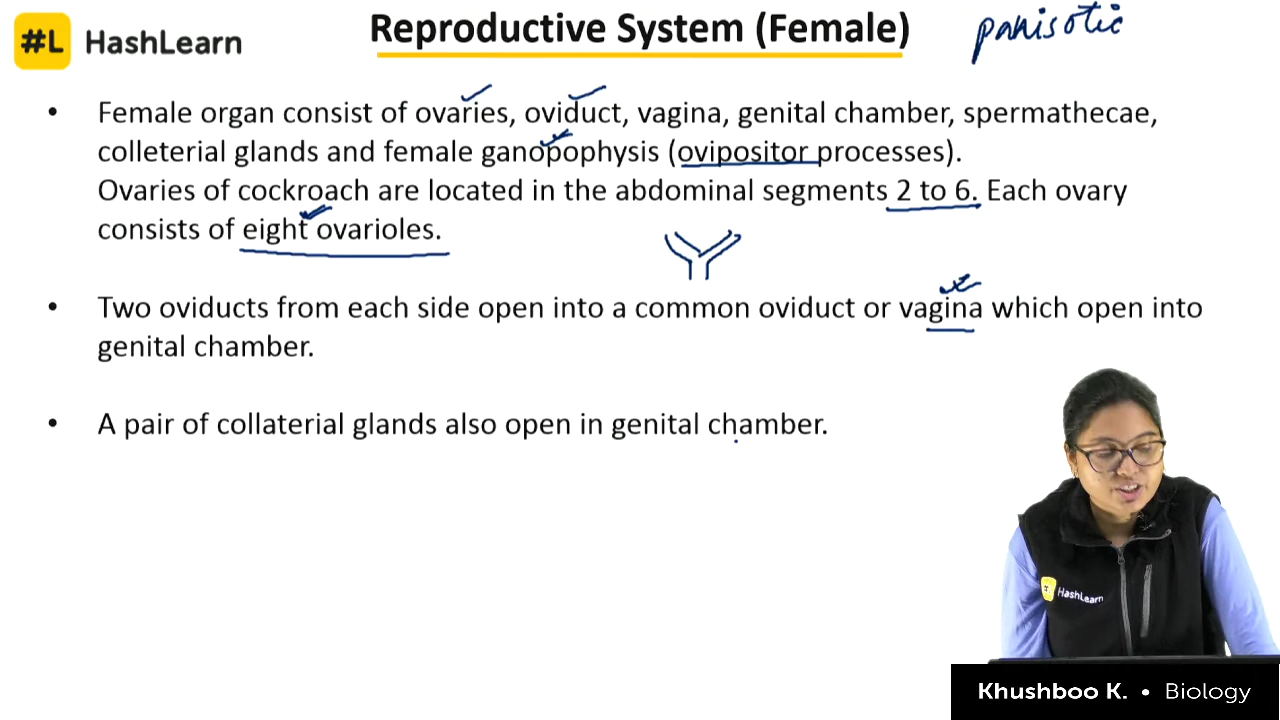 #L HashLearn
Reproductive System (Female)
panisotic
• Female organ consist of ovaries, oviduct, vagina, genital chamber, spermathecae,
colleterial glands and female ganopophysis (ovipositor processes).
Ovaries of cockroach are located in the abdominal segments 2 to 6. Each ovary
consists of eight ovarioles.
• Two oviducts from each side open into a common oviduct or vagina which open into
genital chamber.
• A pair of collaterial glands also open in genital chamber.
HashLearn
Khushboo K. • Biology